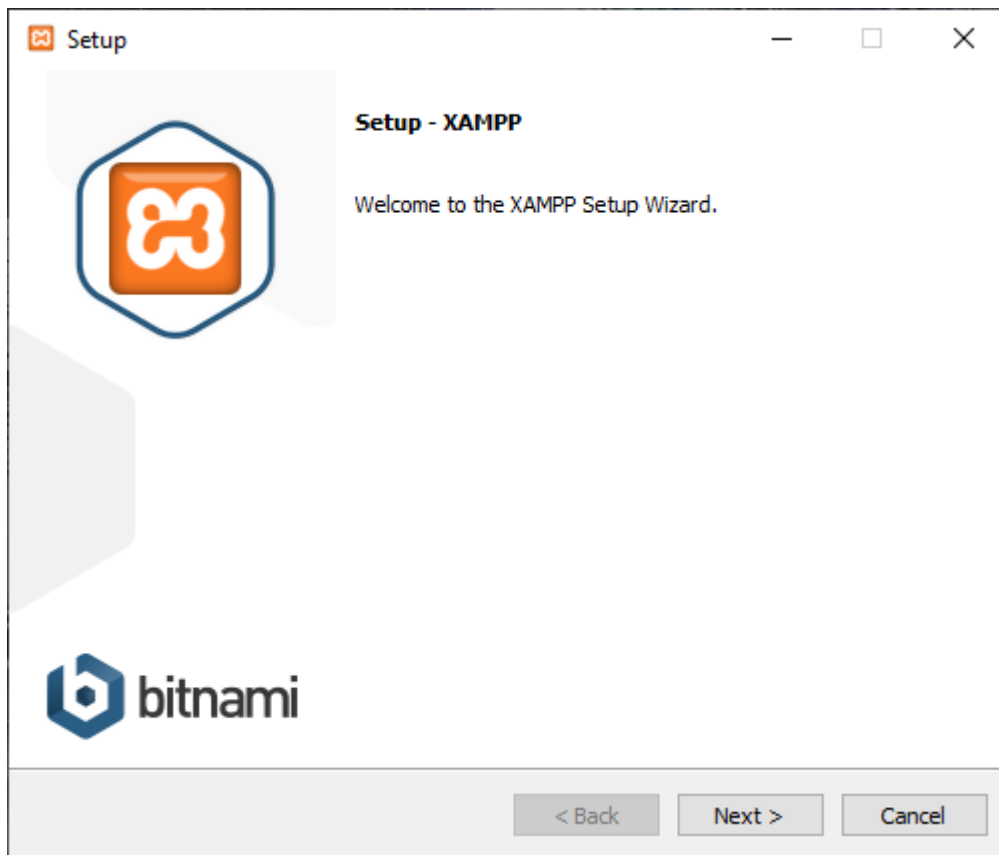 Setup
Setup - XAMPP
Welcome to the XAMPP Setup Wizard.
bitnami
< Back
Next >
Cancel